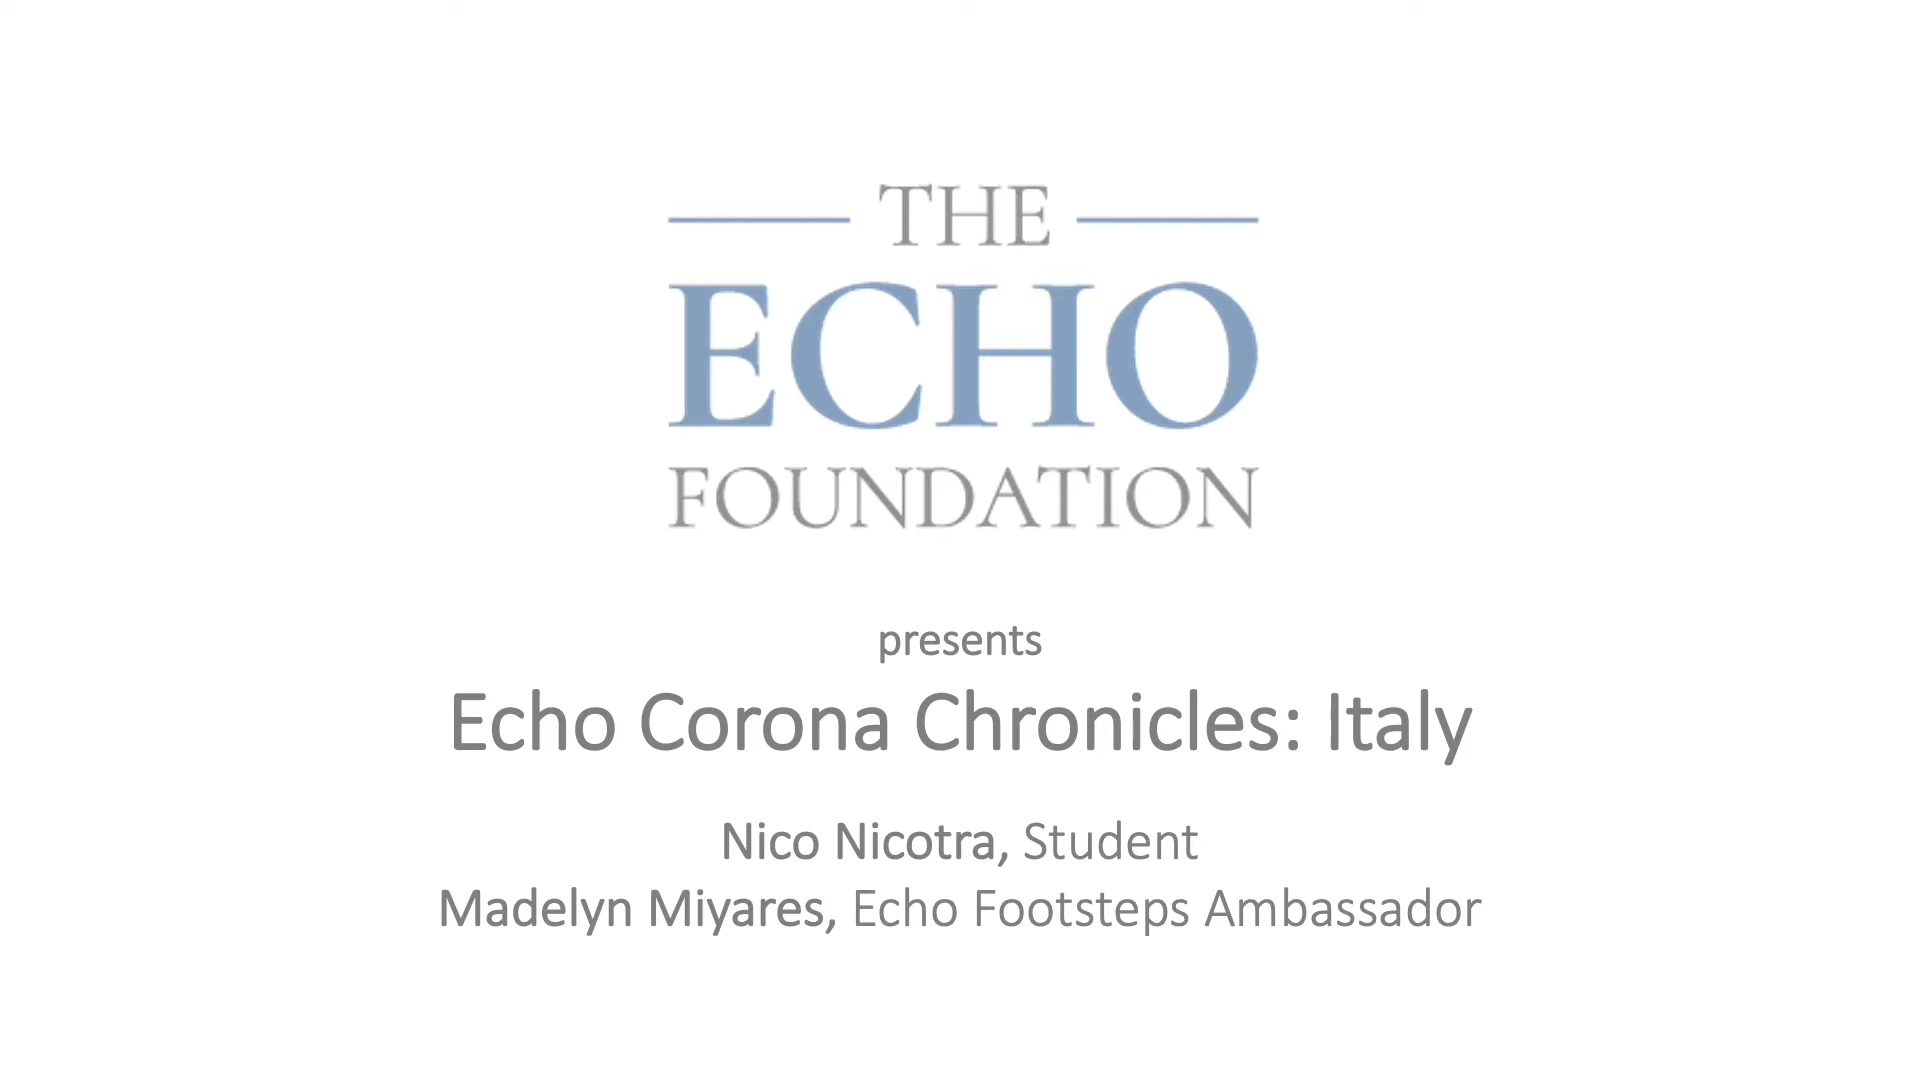 THE
ECHO
FOUNDATION
presents
Echo Corona Chronicles: Italy
Nico Nicotra, Student
Madelyn Miyares, Echo Footsteps Ambassador